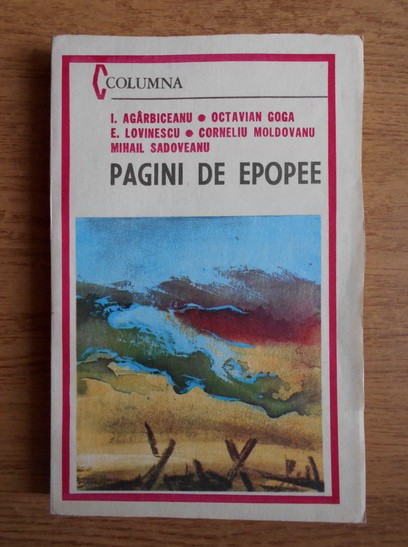 COLUMNA
I. AGÂRBICEANU ● OCTAVIAN GOGA
E. LOVINESCU ● CORNELIU MOLDOVANU
MIHAIL SADOVEANU
PAGINI DE EPOPEE